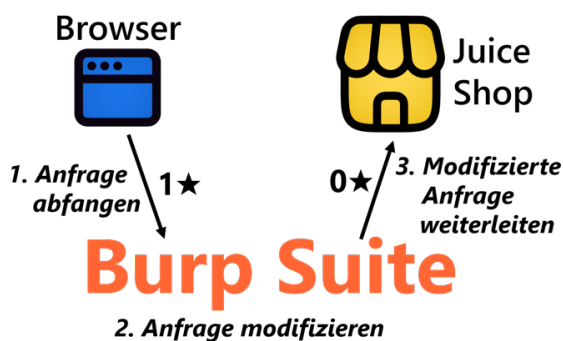 Browser
Juice
Shop
1. Anfrage
abfangen
1★
0★
3. Modifizierte
Anfrage
weiterleiten
Burp Suite
2. Anfrage modifizieren